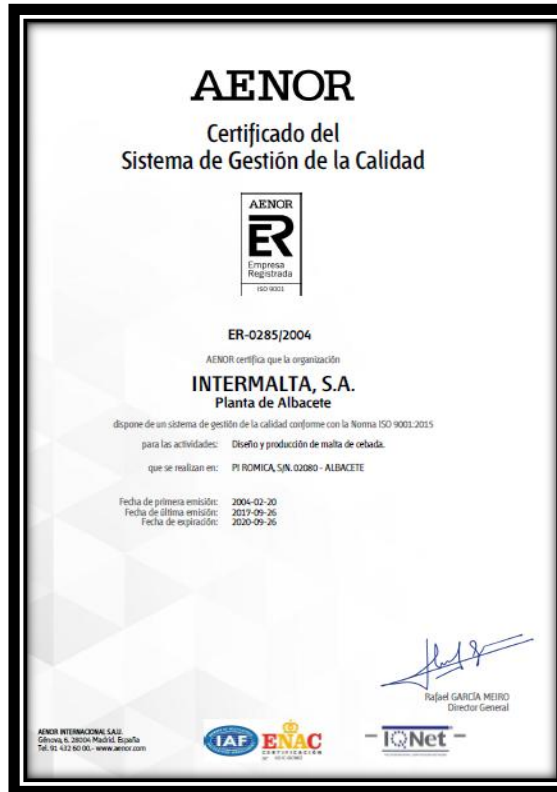 AENOR
Certificado del
Sistema de Gestión de la Calidad
AENOR
ER
Empresa
Registrada
ISO 9001
ER-0285/2004
AENOR certifica que la organización
INTERMALTA, S.A.
Planta de Albacete
dispone de un sistema de gestión de la calidad conforme con la Norma ISO 9001:2015
para las actividades: Diseño y producción de malta de cebada.
que se realizan en: PI ROMICA, S/N. 02080 - ALBACETE
Fecha de primera emisión: 2004-02-20
Fecha de última emisión: 2017-09-26
Fecha de expiración: 2020-09-26
Rafael GARCÍA MEIRO
Director General
AENOR INTERNACIONAL S.A.U.
Génova, 6. 28004 Madrid. España
Tel. 91 432 60 00.- www.aenor.com
IAF
ENAC
CERTIFICACIÓN
IQNet